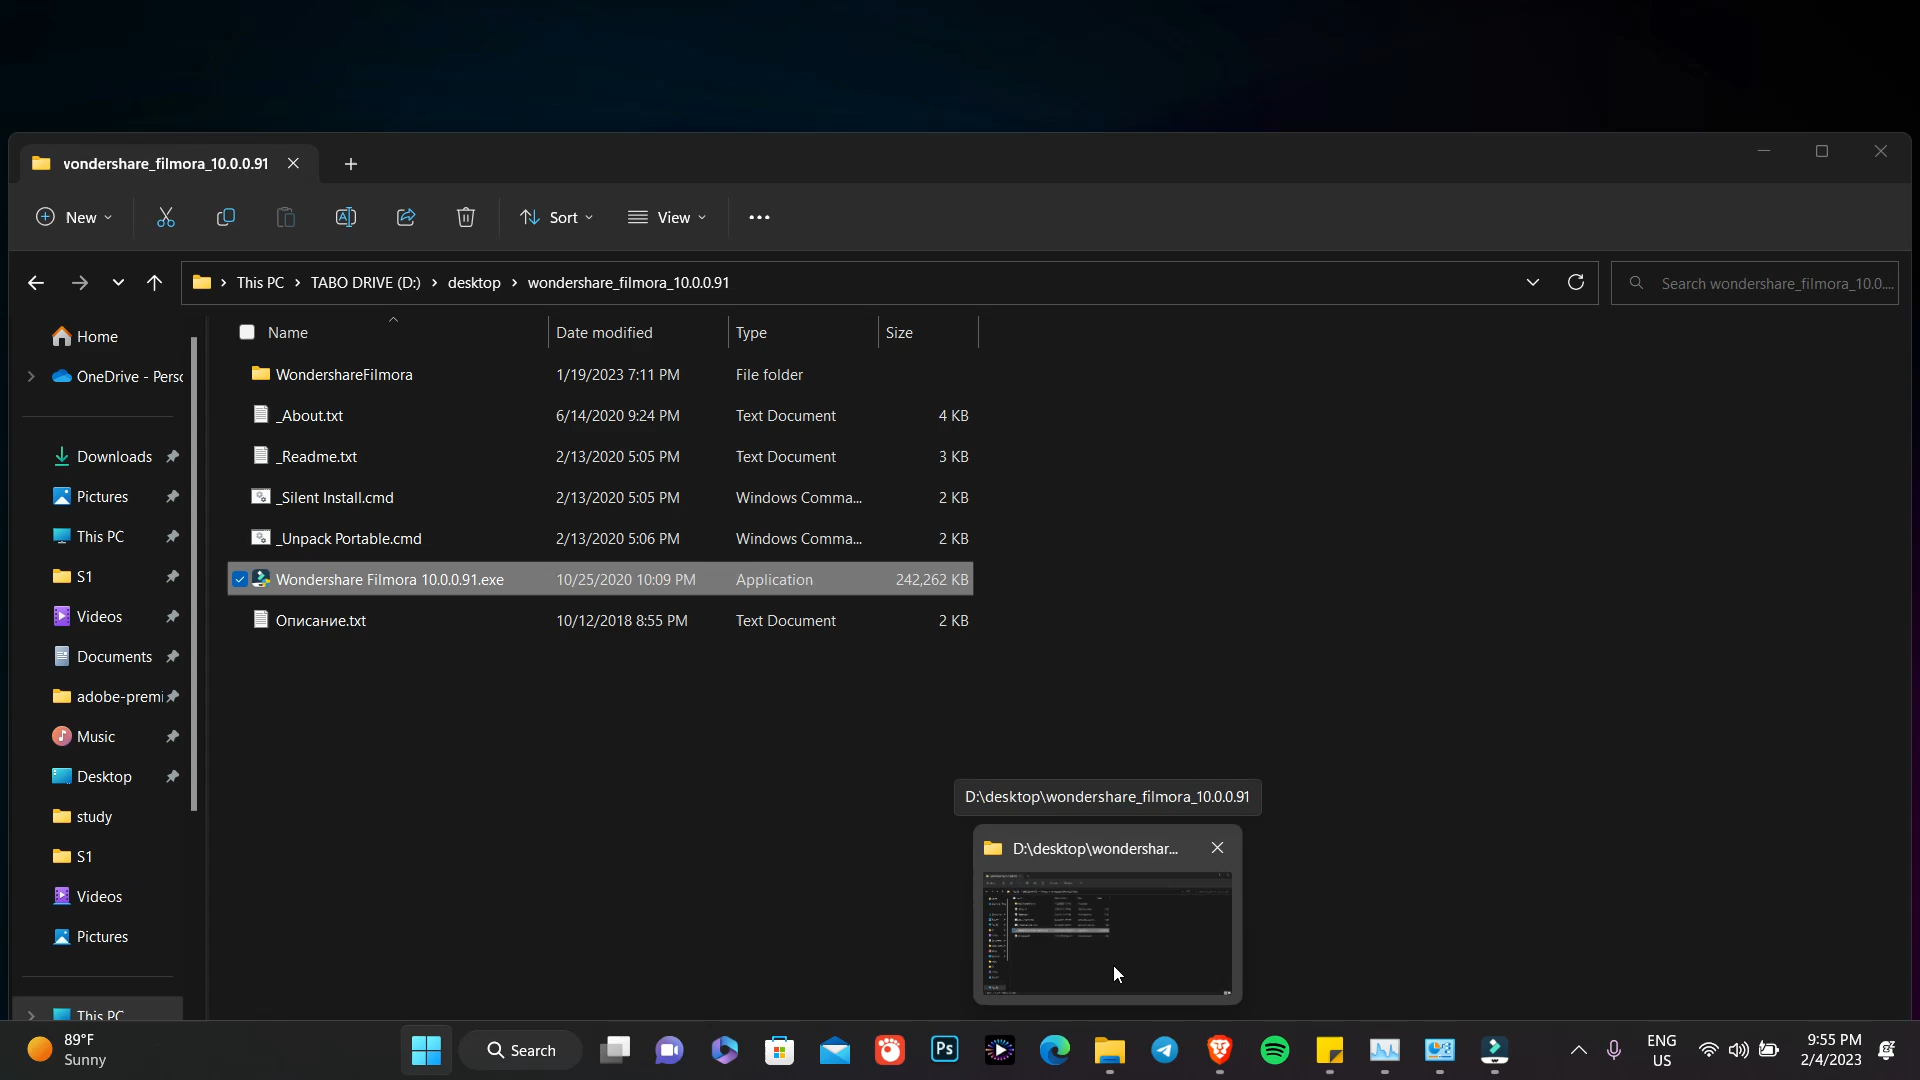 vondershare_filmora_10.0.0.91
New
Sort
View
This PC > TABO DRIVE (D:) > desktop > wondershare_filmora_10.0.0.91
Search wondershare_filmora_10.0....
Name Date modified Type Size
WondershareFilmora 1/19/2023 7:11 PM File folder
_About.txt 6/14/2020 9:24 PM Text Document 4 KB
_Readme.txt 2/13/2020 5:05 PM Text Document 3 KB
_Silent Install.cmd 2/13/2020 5:05 PM Windows Comma... 2 KB
_Unpack Portable.cmd 2/13/2020 5:06 PM Windows Comma... 2 KB
Wondershare Filmora 10.0.0.91.exe 10/25/2020 10:09 PM Application 242,262 KB
Описание.txt 10/12/2018 8:55 PM Text Document 2 KB
Home
OneDrive - Persc
Downloads
Pictures
This PC
S1
Videos
Documents
adobe-premi
Music
Desktop
study
S1
Videos
Pictures
This PC
D:\desktop\wondershare_filmora_10.0.0.91
D:\desktop\wondershar...
89°F
Sunny
Search
Ps
ENG
US
9:55 PM
2/4/2023